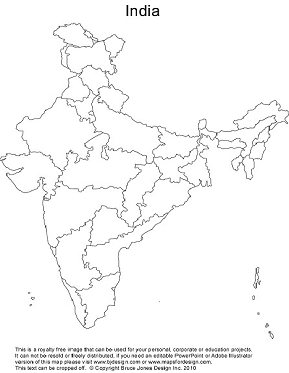 India
This is a royalty free image that can be used for your personal, corporate or education projects.
It can not be resold or freely distributed, if you need an editable PowerPoint or Adobe Illustrator
version of this map please visit www.bjdesign.com or www.mapsfordesign.com.
This text can be cropped off. © Copyright Bruce Jones Design Inc. 2010